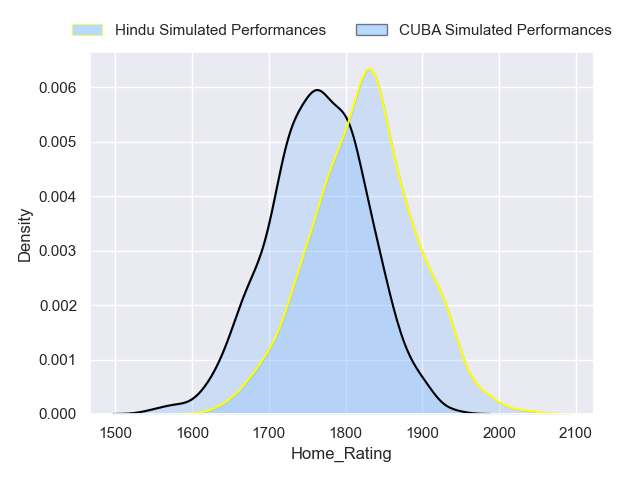 Hindu Simulated Performances CUBA Simulated Performances
0.006
0.005
0.004
0.003
0.002
0.001
0.000
Density
1500 1600 1700 1800 1900 2000 2100
Home_Rating